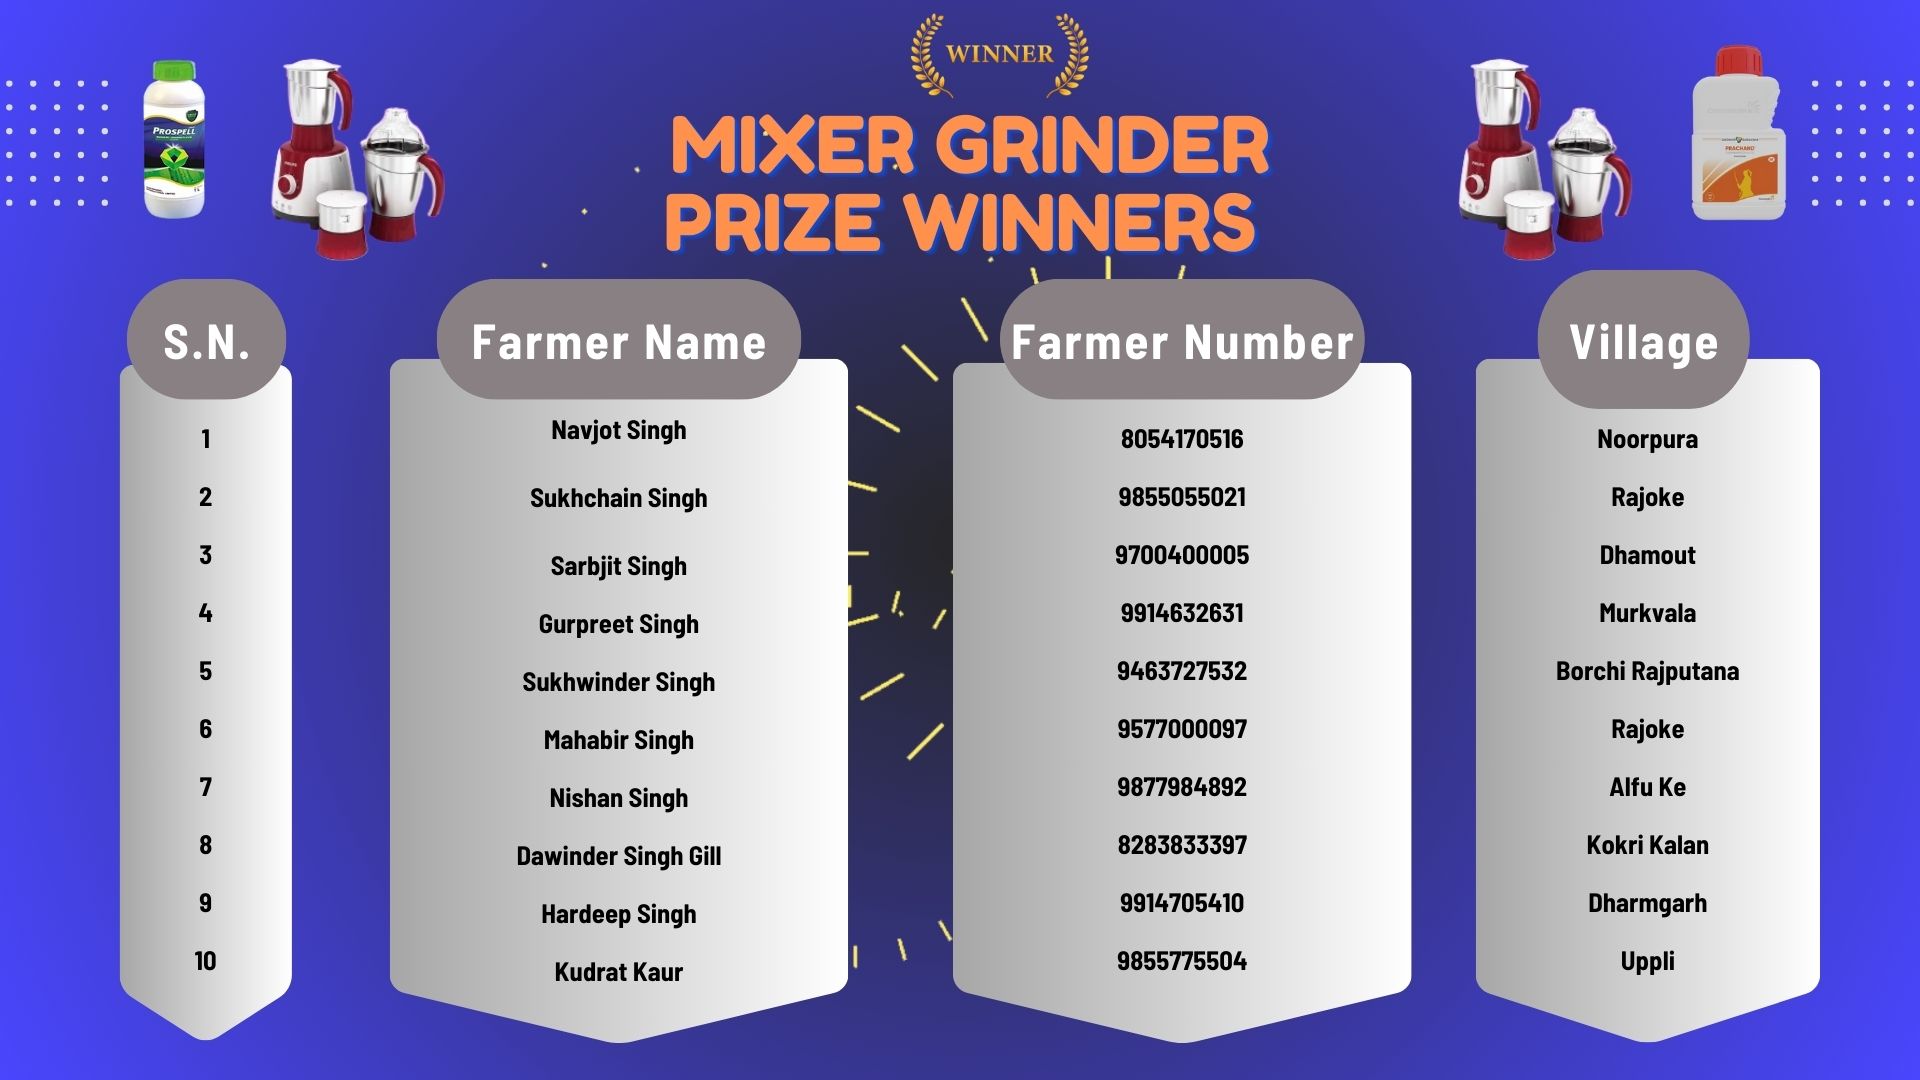 WINNER
MIXER GRINDER
PRIZE WINNERS
PROSPELL
PRACHAND
S.N. Farmer Name Farmer Number Village
1 Navjot Singh 8054170516 Noorpura
2 Sukhchain Singh 9855055021 Rajoke
3 Sarbjit Singh 9700400005 Dhamout
4 Gurpreet Singh 9914632631 Murkvala
5 Sukhwinder Singh 9463727532 Borchi Rajputana
6 Mahabir Singh 9577000097 Rajoke
7 Nishan Singh 9877984892 Alfu Ke
8 Dawinder Singh Gill 8283833397 Kokri Kalan
9 Hardeep Singh 9914705410 Dharmgarh
10 Kudrat Kaur 9855775504 Uppli